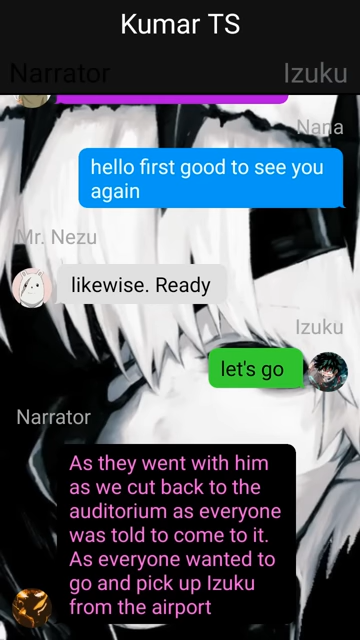 Kumar TS
Narrator
Izuku
Nana
hello first good to see you
again
Mr. Nezu
likewise. Ready
Izuku
let's go
Narrator
As they went with him
as we cut back to the
auditorium as everyone
was told to come to it.
As everyone wanted to
go and pick up Izuku
from the airport